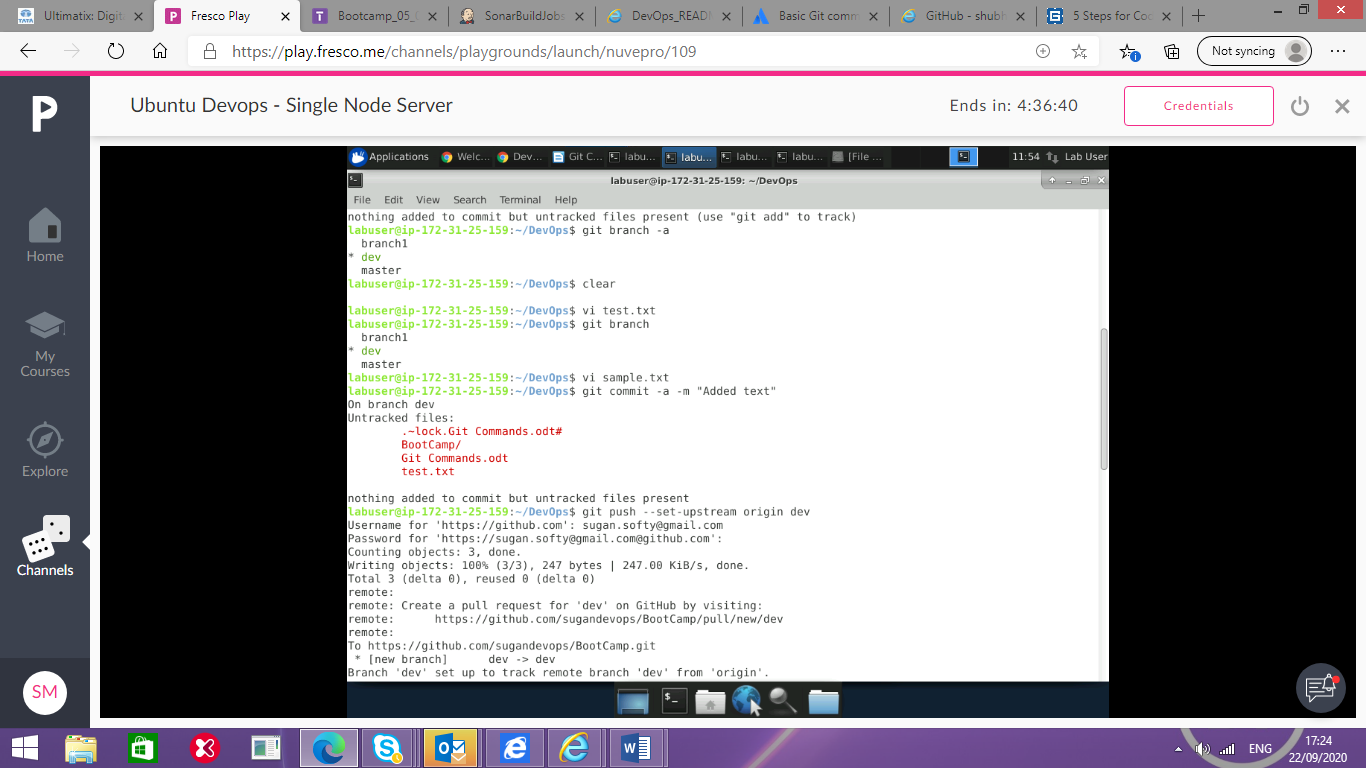 Ultimatix: Digit
Fresco Play
Bootcamp_05_
SonarBuildJobs
DevOps_READ
Basic Git comm
GitHub - shubh
5 Steps for Co
https://play.fresco.me/channels/playgrounds/launch/nuvepro/109
Not syncing
Ubuntu Devops - Single Node Server
Ends in: 4:36:40
Credentials
Home
My
Courses
Explore
Channels
SM
Applications
Welc...
Dev...
Git C...
labu...
labu...
labu...
labu...
[File ...
11:54
Lab User
labuser@ip-172-31-25-159: ~/DevOps
File Edit View Search Terminal Help
nothing added to commit but untracked files present (use "git add" to track)
labuser@ip-172-31-25-159:~/DevOps$ git branch -a
branch1
* dev
master
labuser@ip-172-31-25-159:~/DevOps$ clear
labuser@ip-172-31-25-159:~/DevOps$ vi test.txt
labuser@ip-172-31-25-159:~/DevOps$ git branch
branch1
* dev
master
labuser@ip-172-31-25-159:~/DevOps$ vi sample.txt
labuser@ip-172-31-25-159:~/DevOps$ git commit -a -m "Added text"
On branch dev
Untracked files:
.~lock.Git Commands.odt#
BootCamp/
Git Commands.odt
test.txt
nothing added to commit but untracked files present
labuser@ip-172-31-25-159:~/DevOps$ git push --set-upstream origin dev
Username for 'https://github.com': sugan.softy@gmail.com
Password for 'https://sugan.softy@gmail.com@github.com':
Counting objects: 3, done.
Writing objects: 100% (3/3), 247 bytes | 247.00 KiB/s, done.
Total 3 (delta 0), reused 0 (delta 0)
remote:
remote: Create a pull request for 'dev' on GitHub by visiting:
remote: https://github.com/sugandevops/BootCamp/pull/new/dev
remote:
To https://github.com/sugandevops/BootCamp.git
* [new branch] dev -> dev
Branch 'dev' set up to track remote branch 'dev' from 'origin'.
ENG
17:24
22/09/2020